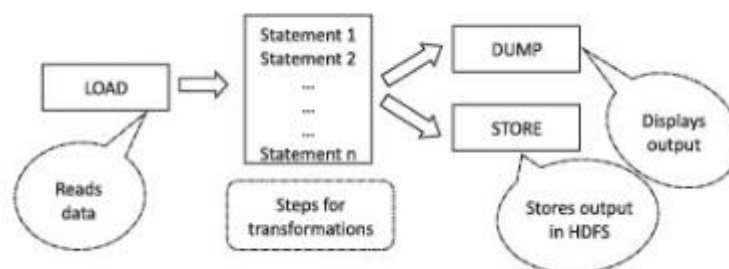 LOAD
Reads
data
Statement 1
Statement 2
...
...
...
Statement n
Steps for
transformations
DUMP
STORE
Displays
output
Stores output
in HDFS